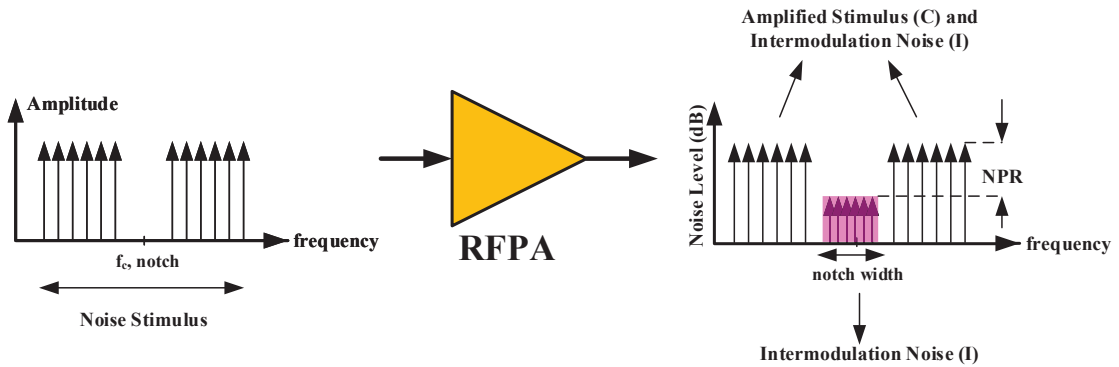 Amplitude
frequency
fc, notch
Noise Stimulus
RFPA
Amplified Stimulus (C) and
Intermodulation Noise (I)
Noise Level (dB)
NPR
frequency
notch width
Intermodulation Noise (I)